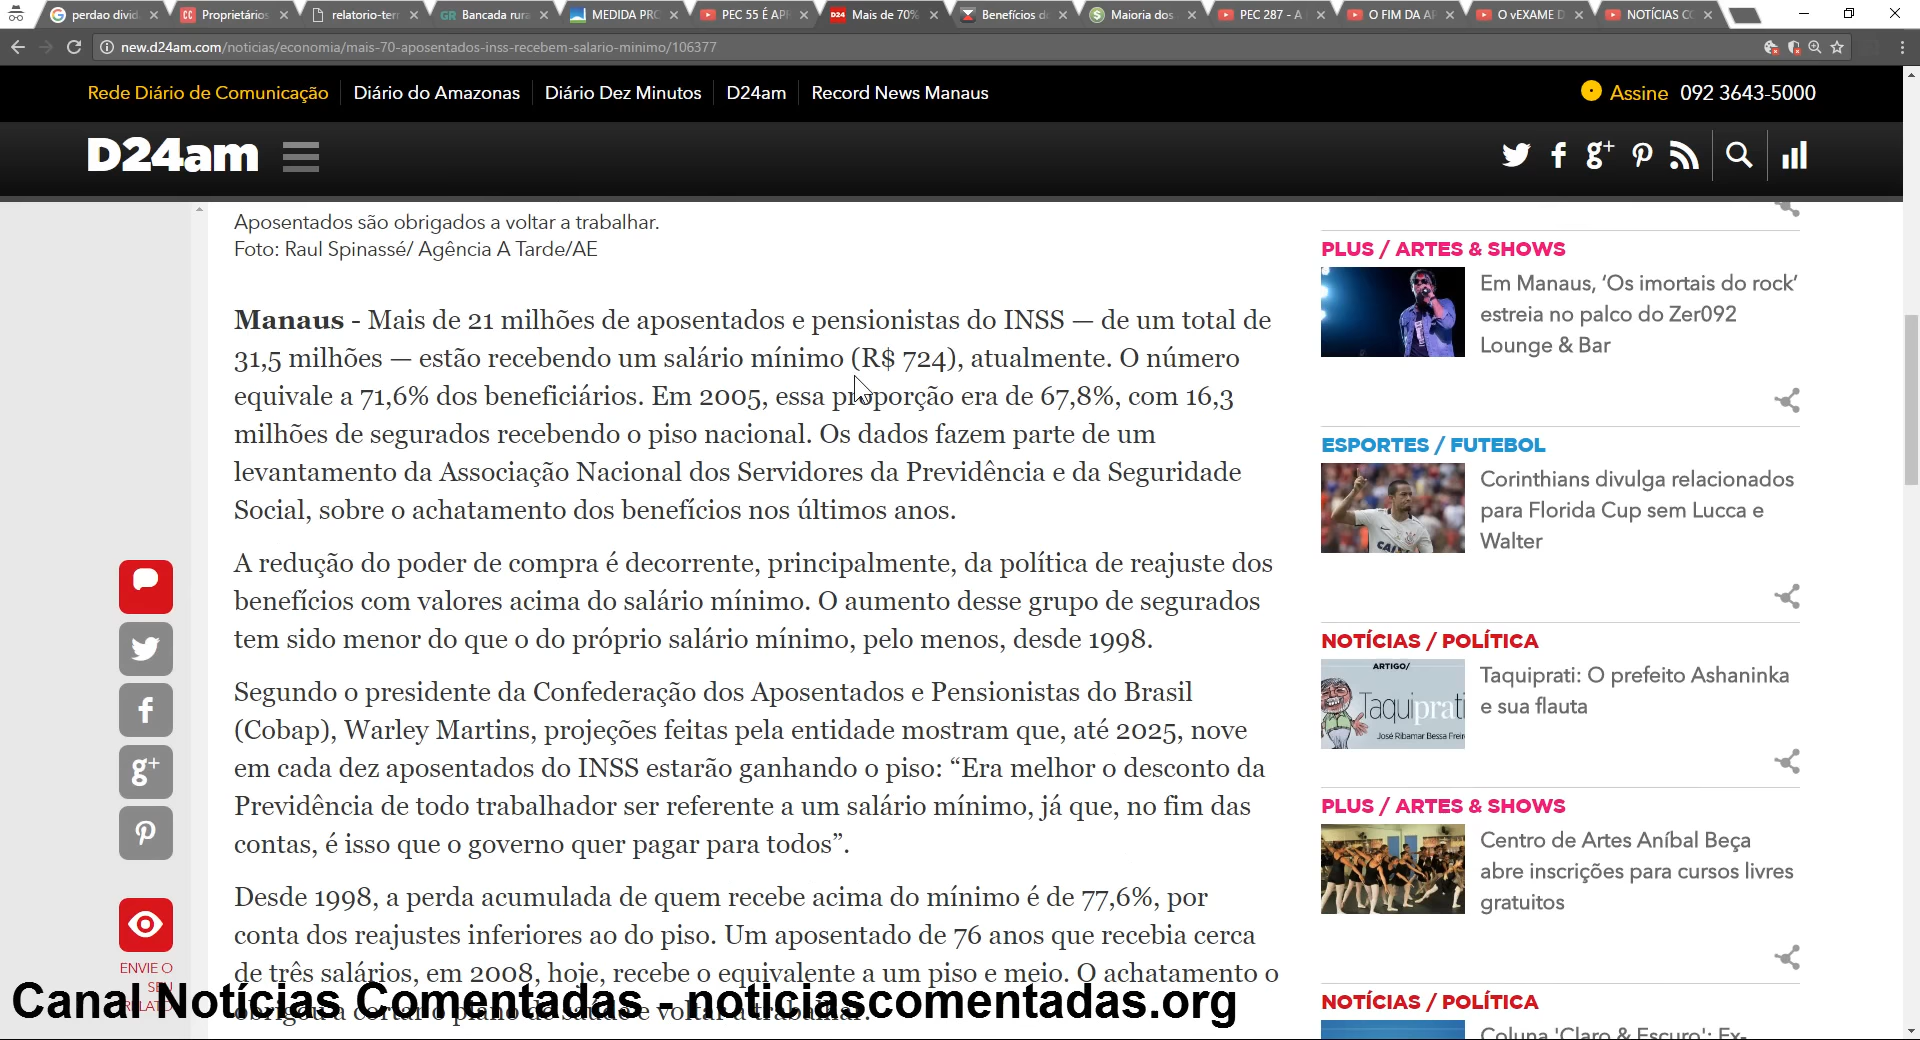 perdao divid
Proprietários
relatorio-terr
Bancada rura
MEDIDA PRO
PEC 55 É AP
Mais de 70%
Benefícios d
Maioria dos
PEC 287 - A
O FIM DA AP
O vEXAME D
NOTÍCIAS CO
new.d24am.com/noticias/economia/mais-70-aposentados-inss-recebem-salario-minimo/106377
Rede Diário de Comunicação Diário do Amazonas Diário Dez Minutos D24am Record News Manaus
Assine 092 3643-5000
D24am
Aposentados são obrigados a voltar a trabalhar.
Foto: Raul Spinassé/ Agência A Tarde/AE
Manaus - Mais de 21 milhões de aposentados e pensionistas do INSS — de um total de
31,5 milhões — estão recebendo um salário mínimo (R$ 724), atualmente. O número
equivale a 71,6% dos beneficiários. Em 2005, essa proporção era de 67,8%, com 16,3
milhões de segurados recebendo o piso nacional. Os dados fazem parte de um
levantamento da Associação Nacional dos Servidores da Previdência e da Seguridade
Social, sobre o achatamento dos benefícios nos últimos anos.
A redução do poder de compra é decorrente, principalmente, da política de reajuste dos
benefícios com valores acima do salário mínimo. O aumento desse grupo de segurados
tem sido menor do que o do próprio salário mínimo, pelo menos, desde 1998.
Segundo o presidente da Confederação dos Aposentados e Pensionistas do Brasil
(Cobap), Warley Martins, projeções feitas pela entidade mostram que, até 2025, nove
em cada dez aposentados do INSS estarão ganhando o piso: “Era melhor o desconto da
Previdência de todo trabalhador ser referente a um salário mínimo, já que, no fim das
contas, é isso que o governo quer pagar para todos”.
Desde 1998, a perda acumulada de quem recebe acima do mínimo é de 77,6%, por
conta dos reajustes inferiores ao do piso. Um aposentado de 76 anos que recebia cerca
de três salários, em 2008, hoje, recebe o equivalente a um piso e meio. O achatamento o
obrigou a cortar o plano de saúde e voltar a trabalhar.
ENVIE O
SEU
RELATO
Canal Notícias Comentadas - noticiascomentadas.org
PLUS / ARTES & SHOWS
Em Manaus, ‘Os imortais do rock’
estreia no palco do Zer092
Lounge & Bar
ESPORTES / FUTEBOL
Corinthians divulga relacionados
para Florida Cup sem Lucca e
Walter
NOTÍCIAS / POLÍTICA
ARTIGO/
Taquiprati
José Ribamar Bessa Freir
Taquiprati: O prefeito Ashaninka
e sua flauta
PLUS / ARTES & SHOWS
Centro de Artes Aníbal Beça
abre inscrições para cursos livres
gratuitos
NOTÍCIAS / POLÍTICA
Coluna 'Claro & Escuro': Ex-